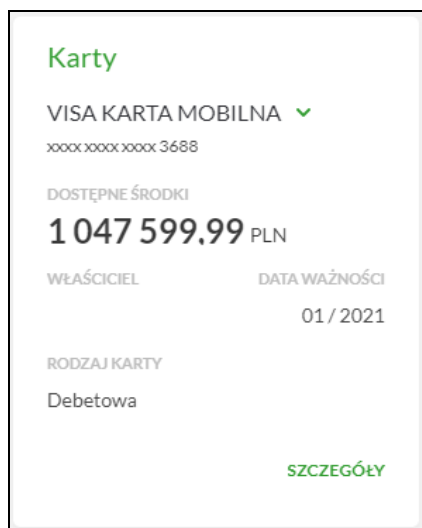 Karty
VISA KARTA MOBILNA
xxxx xxxx xxxx 3688
DOSTĘPNE ŚRODKI
1 047 599,99 PLN
WŁAŚCICIEL DATA WAŻNOŚCI
01 / 2021
RODZAJ KARTY
Debetowa
SZCZEGÓŁY